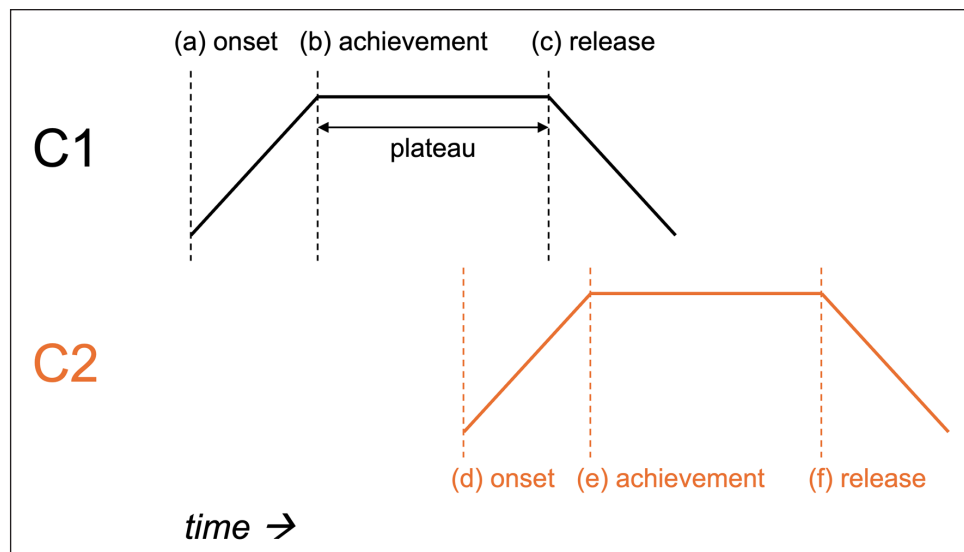 (a) onset (b) achievement (c) release
C1
plateau
C2
(d) onset (e) achievement (f) release
time →